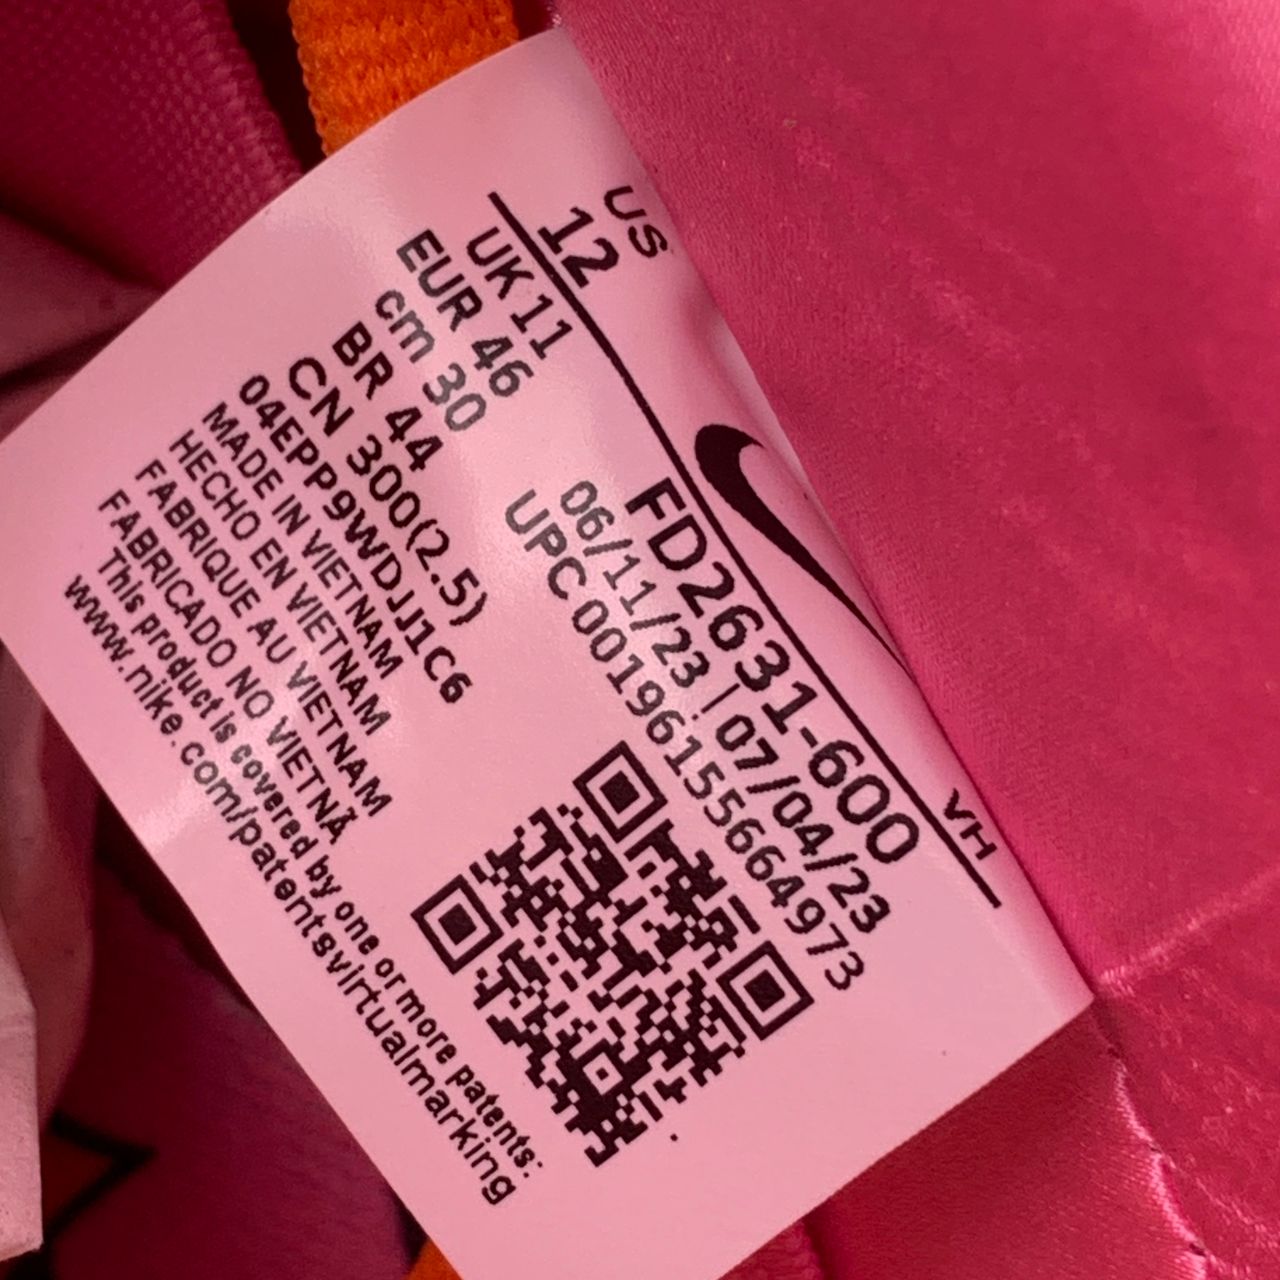 US
12
UK 11
EUR 46
cm 30
BR 44
CN 300(2.5)
04EPP9WDJJ1C6
MADE IN VIETNAM
HECHO EN VIETNAM
FABRIQUE AU VIETNAM
FABRICADO NO VIETNÃ
This product is covered by one or more patents:
www.nike.com/patentsvirtualmarking
VH
FD2631-600
06/11/23 | 07/04/23
UPC 00196155664973